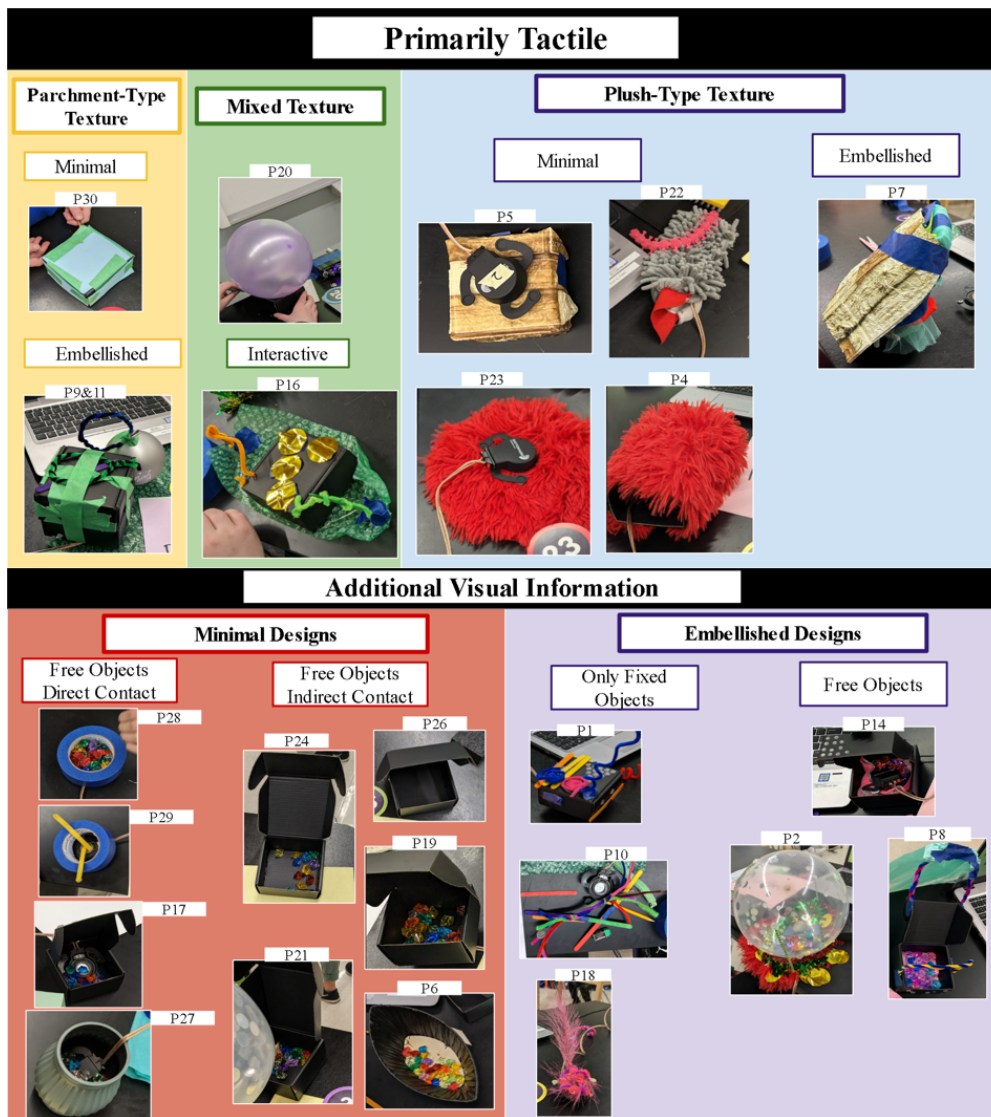 Primarily Tactile
Parchment-Type
Texture
Mixed Texture
Plush-Type Texture
Minimal
P30
Embellished
P9&11
P20
Interactive
P16
Minimal
P5
P22
P23
P4
2
Embellished
P7
Additional Visual Information
Minimal Designs
Free Objects
Direct Contact
P28
P29
P17
P27
Free Objects
Indirect Contact
P24
P26
P19
P21
P6
Embellished Designs
Only Fixed
Objects
P1
P10
P18
Free Objects
P14
P2
P8